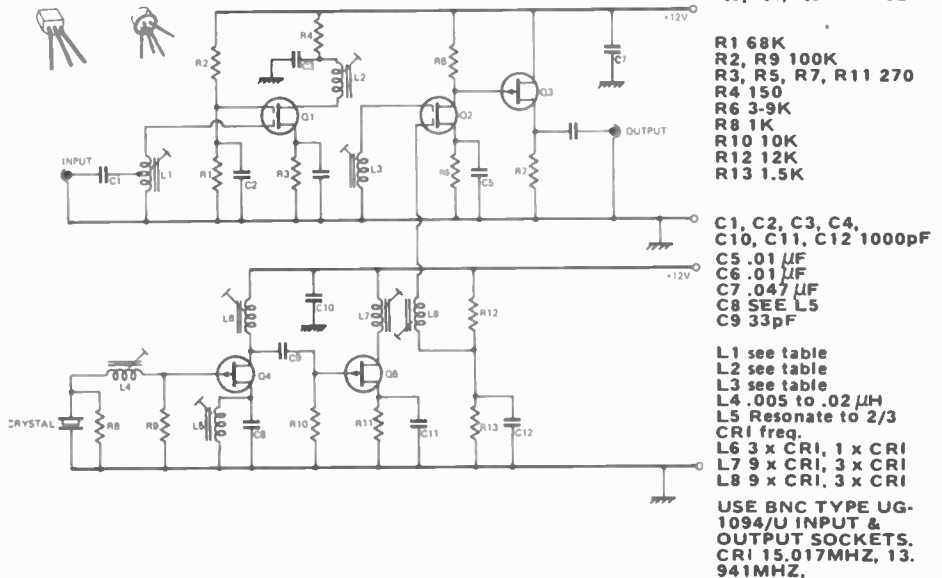 +12V
R4
C3
R2
L2
R6
C7
Q1
Q2
Q3
INPUT
OUTPUT
C1
L1
R1
C2
R3
L3
C5
R7
+12V
L6
C10
L7
L8
R12
C9
Q4
Q5
L4
CRYSTAL
R8
R9
L5
C8
R10
R11
C11
R13
C12
R1 68K
R2, R9 100K
R3, R5, R7, R11 270
R4 150
R6 3-9K
R8 1K
R10 10K
R12 12K
R13 1.5K
C1, C2, C3, C4,
C10, C11, C12 1000pF
C5 .01 µF
C6 .01 µF
C7 .047 µF
C8 SEE L5
C9 33pF
L1 see table
L2 see table
L3 see table
L4 .005 to .02 µH
L5 Resonate to 2/3
CRI freq.
L6 3 x CRI, 1 x CRI
L7 9 x CRI, 3 x CRI
L8 9 x CRI, 3 x CRI
USE BNC TYPE UG-
1094/U INPUT &
OUTPUT SOCKETS.
CRI 15.017MHZ, 13.
941MHZ,